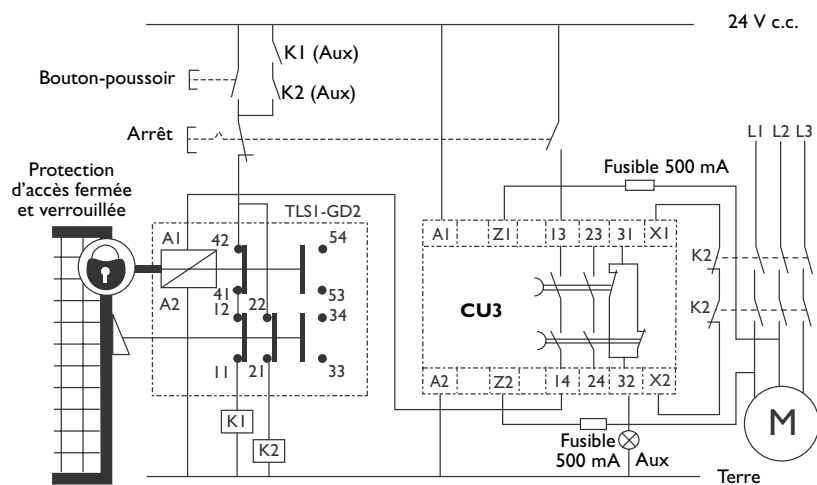 24 V c.c.
K1 (Aux)
Bouton-poussoir
K2 (Aux)
Arrêt
L1 L2 L3
Protection
d'accès fermée
et verrouillée
Fusible 500 mA
TLS1-GD2
A1 42 54
A1 Z1 13 23 31 X1
K2
A2
41 53
12 22 34
CU3
K2
11 21 33
A2 Z2 14 24 32 X2
K1
M
K2
Fusible
500 mA
Aux
Terre